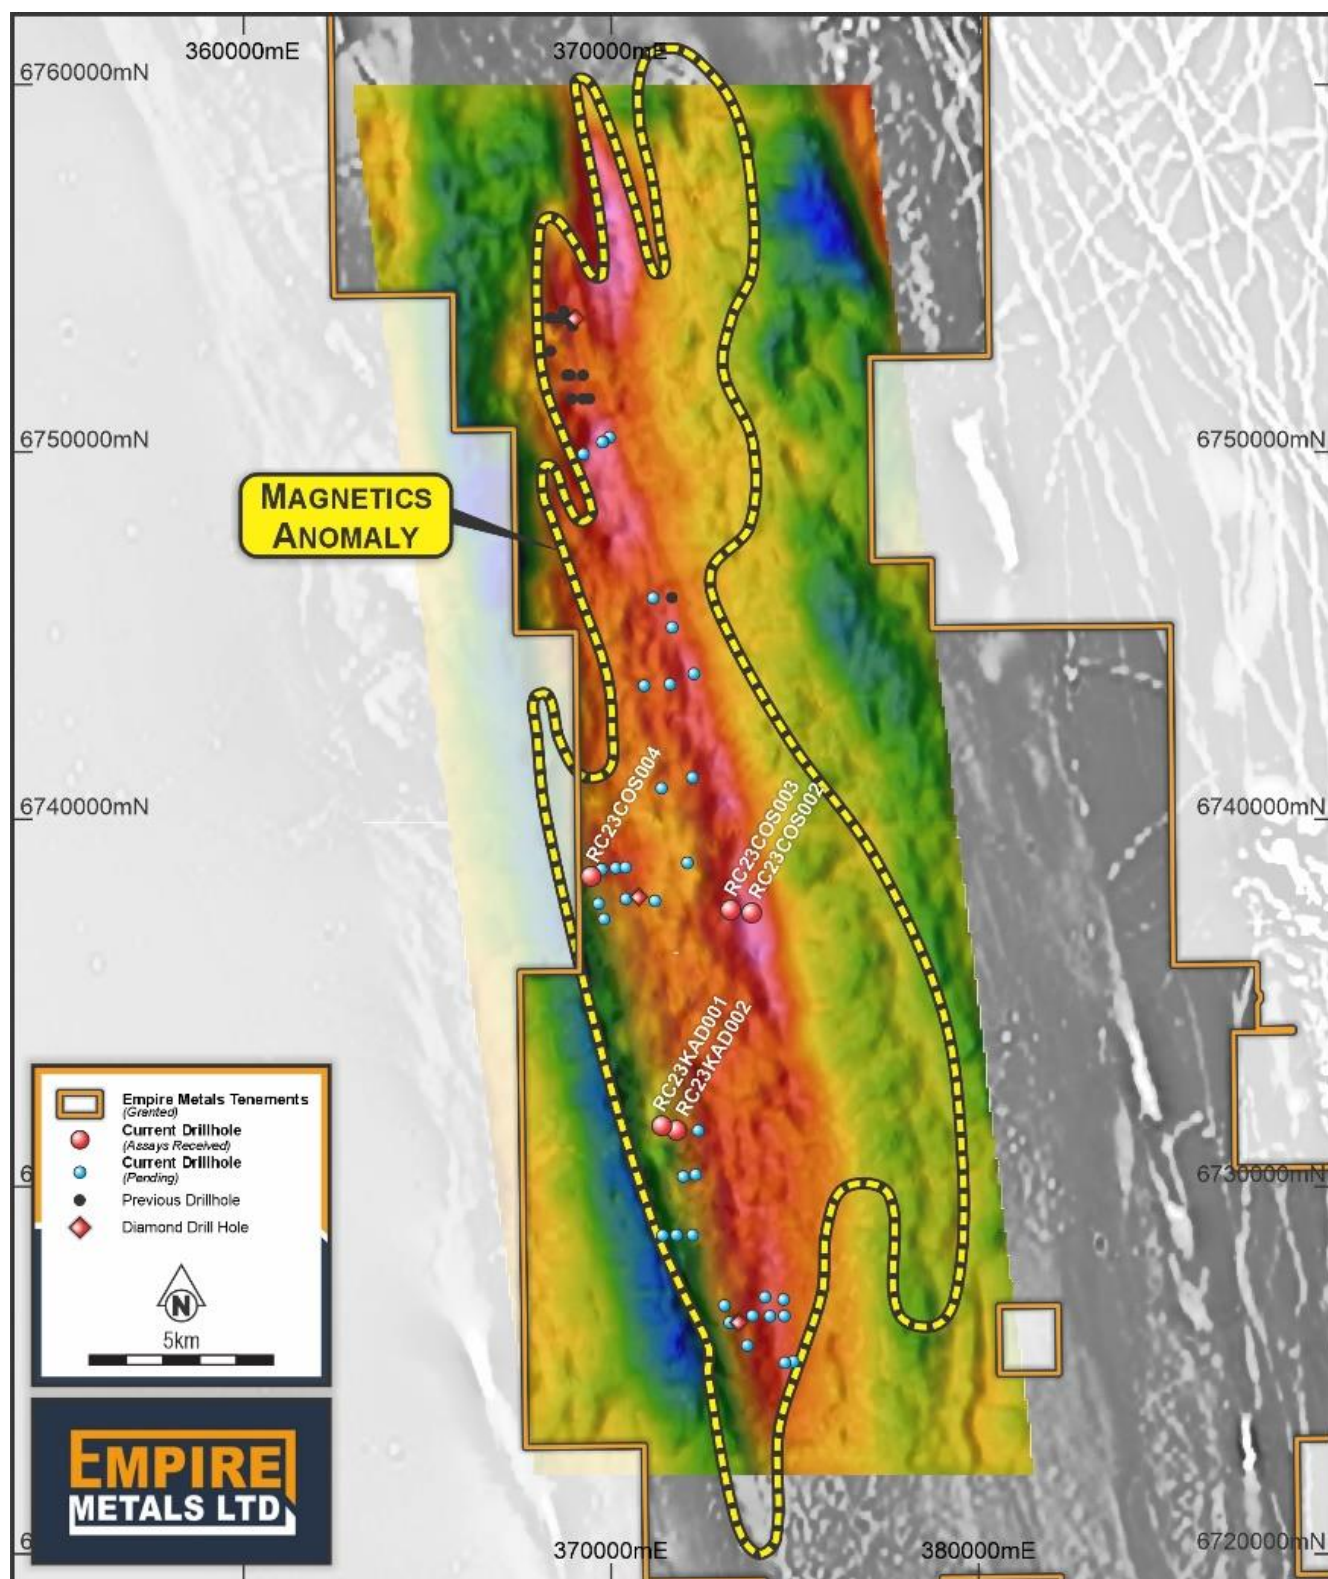 360000mE
370000mE
6760000mN
6750000mN
6750000mN
MAGNETICS
ANOMALY
6740000mN
6740000mN
RC23COS004
RC23COS003
RC23COS002
RC23KAD001
RC23KAD002
Empire Metals Tenements
(Granted)
Current Drillhole
(Assays Received)
Current Drillhole
(Pending)
Previous Drillhole
Diamond Drill Hole
N
5km
6730000mN
EMPIRE
METALS LTD
370000mE
380000mE
6720000mN